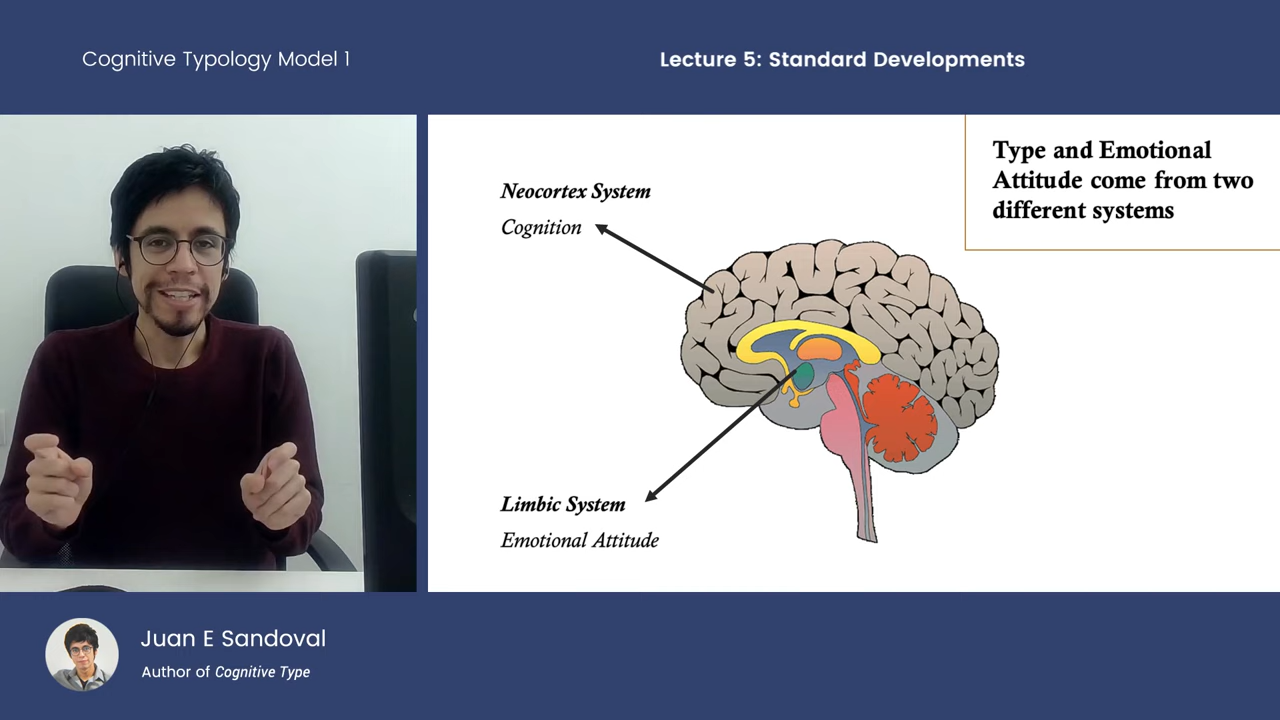 Cognitive Typology Model 1
Lecture 5: Standard Developments
Type and Emotional
Attitude come from two
different systems
Neocortex System
Cognition
Limbic System
Emotional Attitude
Juan E Sandoval
Author of Cognitive Type